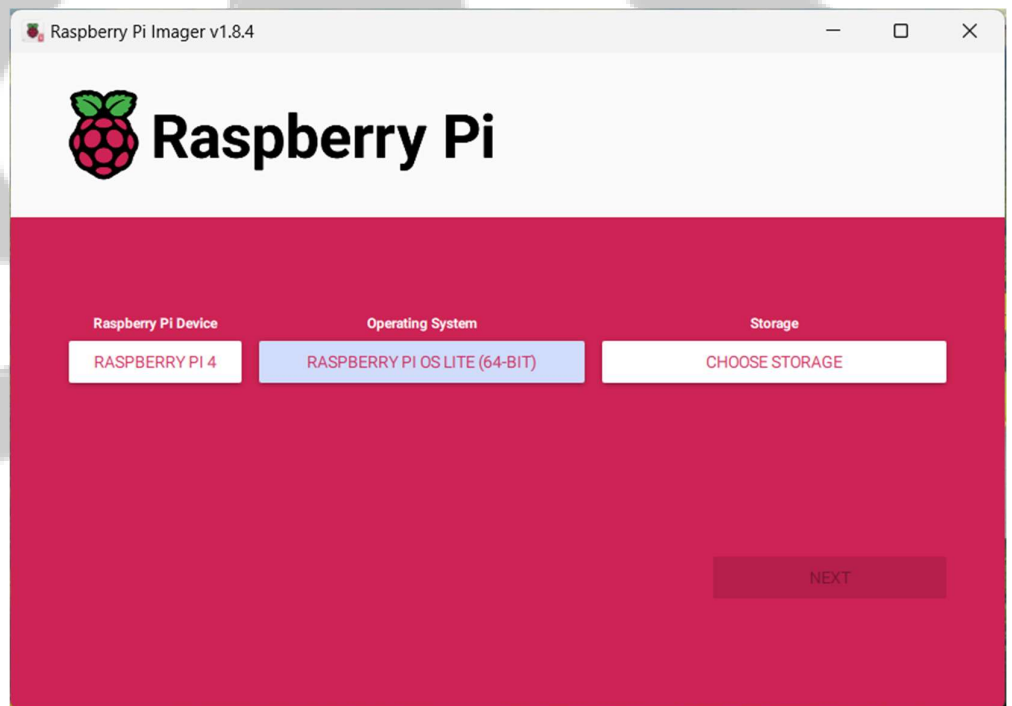 Raspberry Pi Imager v1.8.4
Raspberry Pi
Raspberry Pi Device
Operating System
Storage
RASPBERRY PI 4
RASPBERRY PI OS LITE (64-BIT)
CHOOSE STORAGE
NEXT